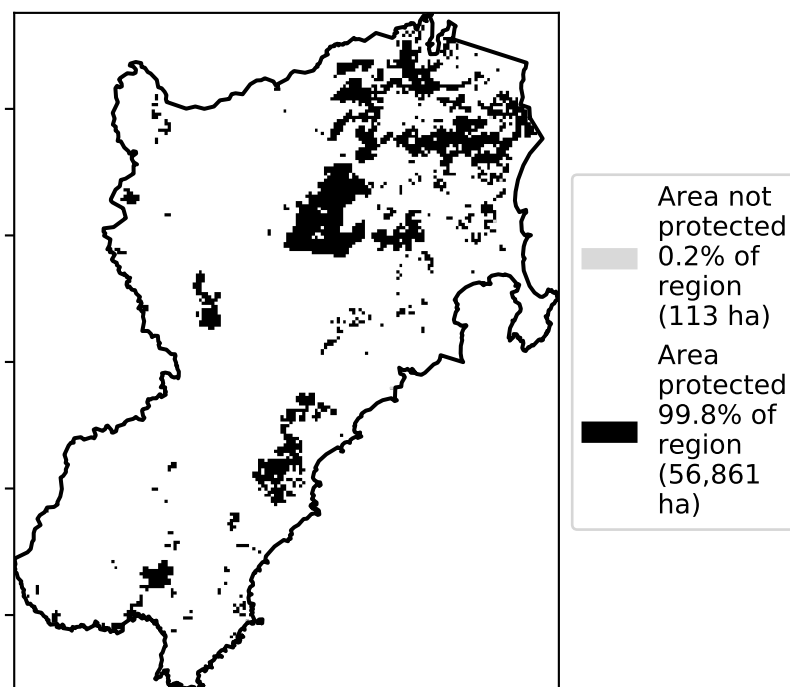 Area not
protected
0.2% of
region
(113 ha)
Area
protected
99.8% of
region
(56,861
ha)